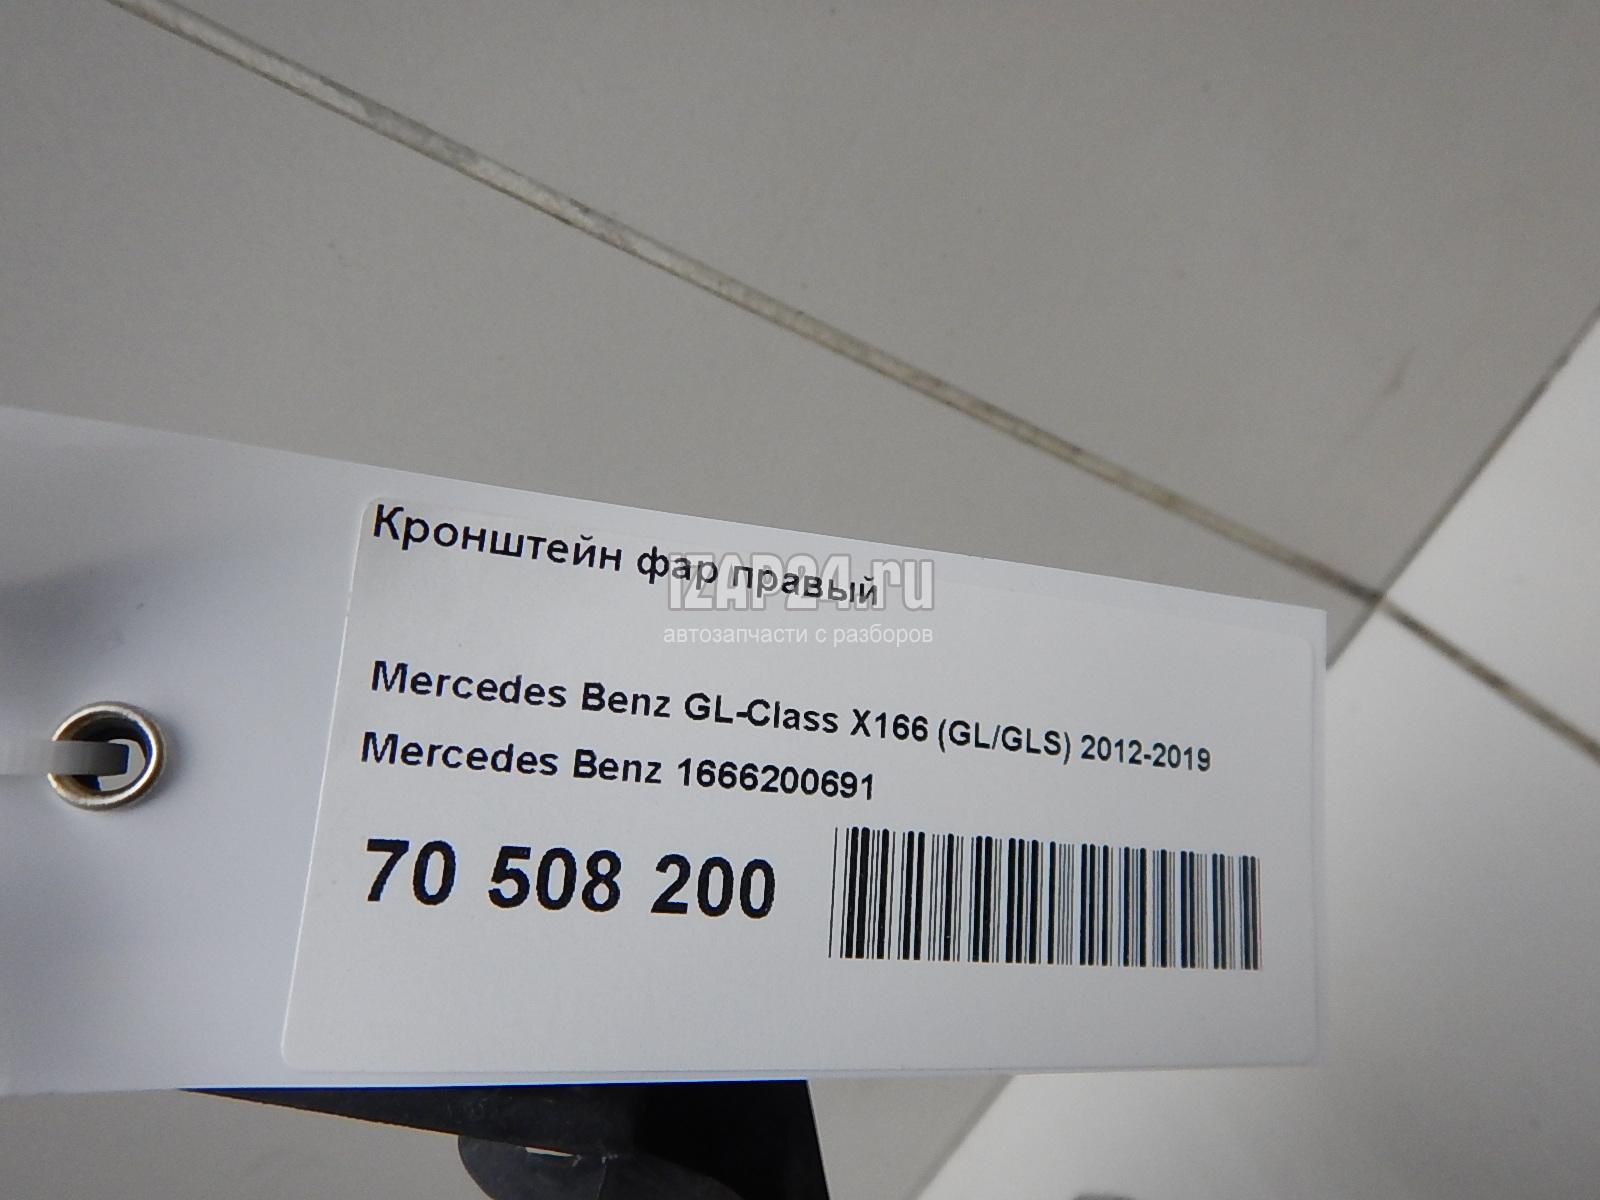 Кронштейн фар правый
IZAP24.ru
автозапчасти с разборов
Mercedes Benz GL-Class X166 (GL/GLS) 2012-2019
Mercedes Benz 1666200691
70 508 200